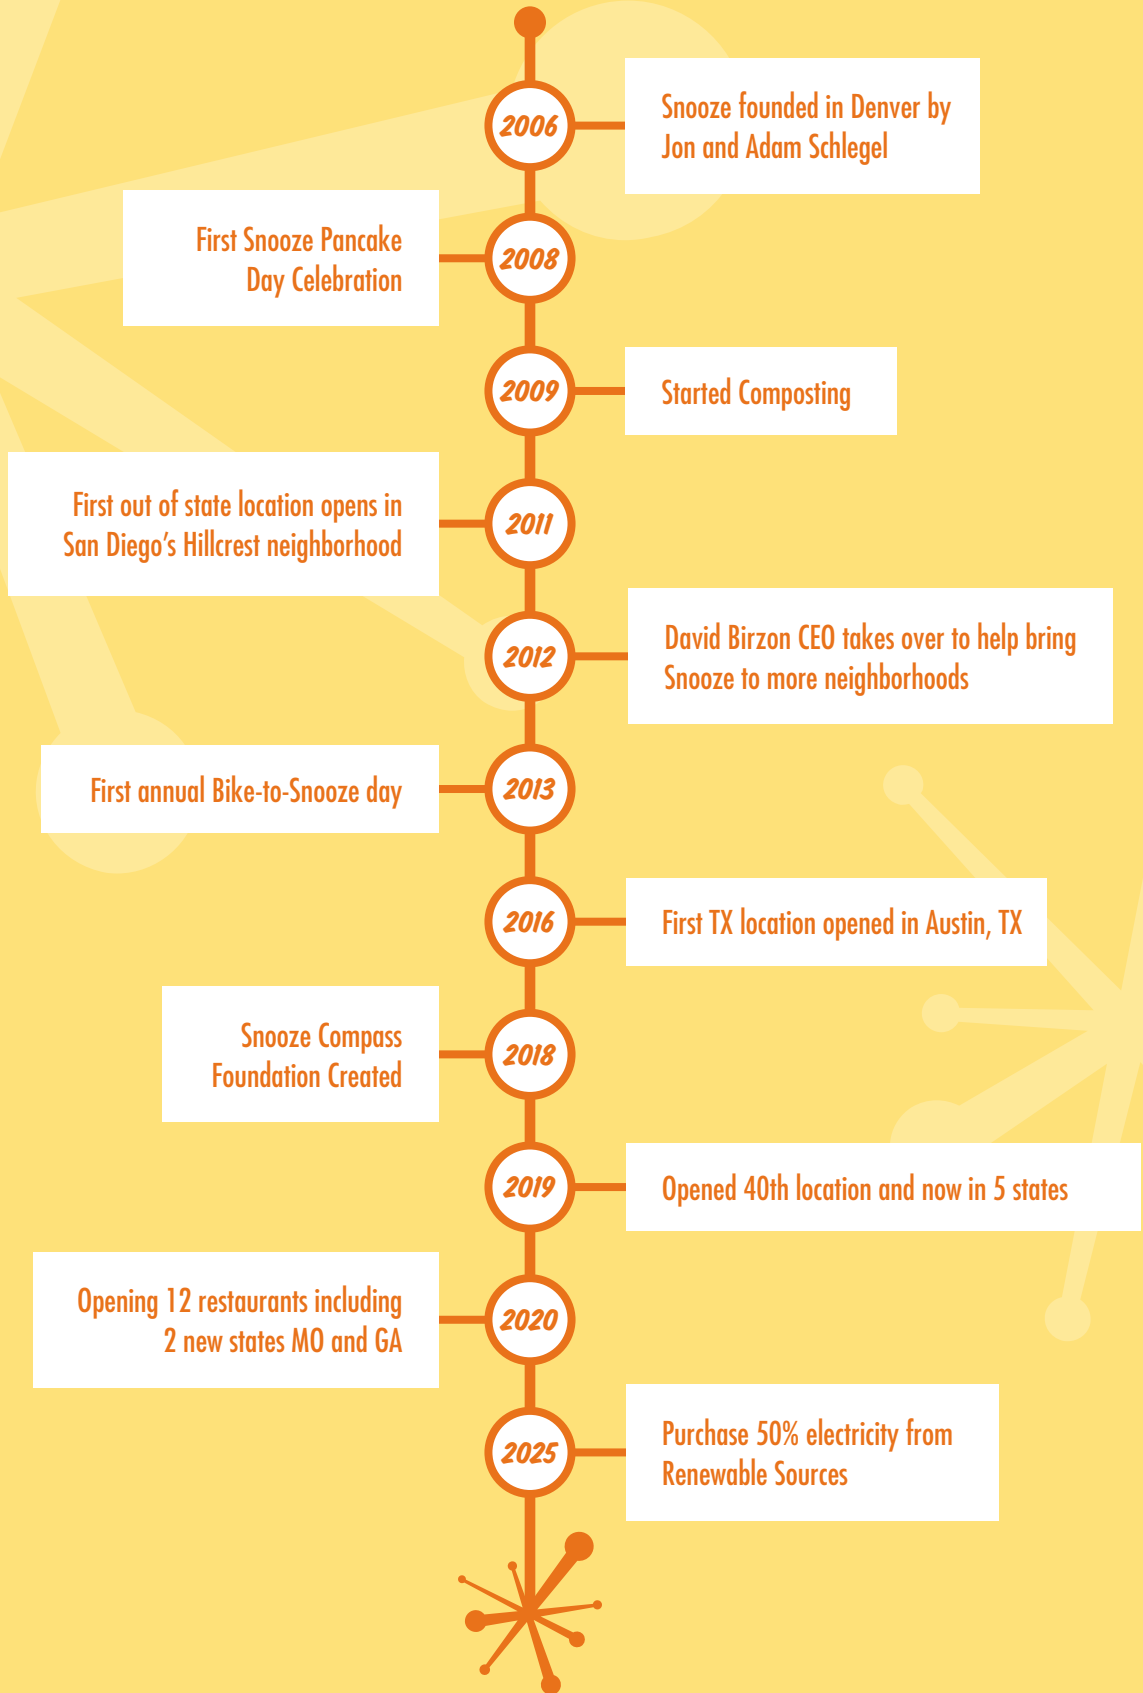 2006
Snooze founded in Denver by
Jon and Adam Schlegel
2008
First Snooze Pancake
Day Celebration
2009
Started Composting
2011
First out of state location opens in
San Diego’s Hillcrest neighborhood
2012
David Birzon CEO takes over to help bring
Snooze to more neighborhoods
2013
First annual Bike-to-Snooze day
2016
First TX location opened in Austin, TX
2018
Snooze Compass
Foundation Created
2019
Opened 40th location and now in 5 states
2020
Opening 12 restaurants including
2 new states MO and GA
2025
Purchase 50% electricity from
Renewable Sources